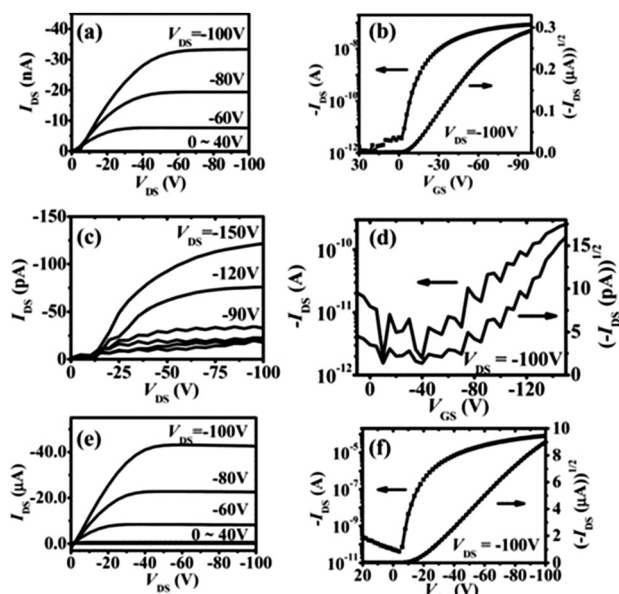 (a)
V_DS=-100V
-80V
-60V
0 ~ 40V
I_DS (nA)
-40
-30
-20
-10
0
0 -20 -40 -60 -80 -100
V_DS (V)
(b)
-I_DS (A)
10^-10
10^-12
30 0 -30 -60 -90
V_GS (V)
V_DS=-100V
0.3
0.2
0.1
0.0
(-I_DS (μA))^1/2
(c)
V_DS=-150V
-120V
-90V
I_DS (pA)
-150
-100
-50
0
0 -25 -50 -75 -100
V_DS (V)
(d)
-I_DS (A)
10^-10
10^-11
10^-12
0 -40 -80 -120
V_GS (V)
V_DS = -100V
15
10
5
0
(-I_DS (pA))^1/2
(e)
V_DS=-100V
-80V
-60V
0 ~ 40V
I_DS (μA)
-40.0
-20.0
0.0
0 -20 -40 -60 -80 -100
V_DS (V)
(f)
-I_DS (A)
10^-5
10^-7
10^-9
10^-11
20 0 -20 -40 -60 -80 -100
V_DS = -100V
10
8
6
4
2
0
(-I_DS (μA))^1/2